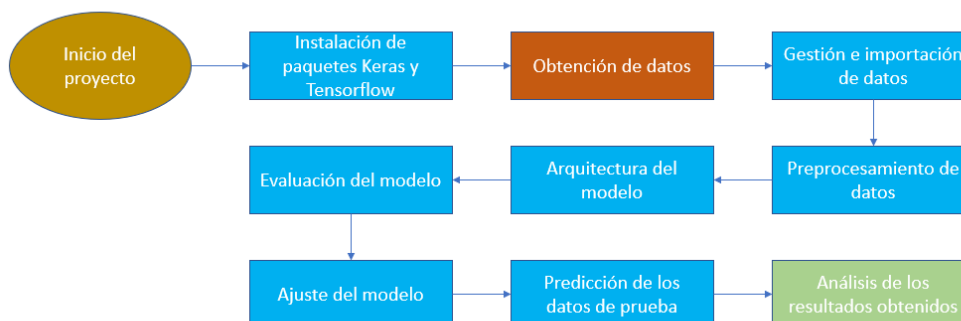 Inicio del
proyecto
Instalación de
paquetes Keras y
Tensorflow
Obtención de datos
Gestión e importación
de datos
Preprocesamiento de
datos
Arquitectura del
modelo
Evaluación del modelo
Ajuste del modelo
Predicción de los
datos de prueba
Análisis de los
resultados obtenidos